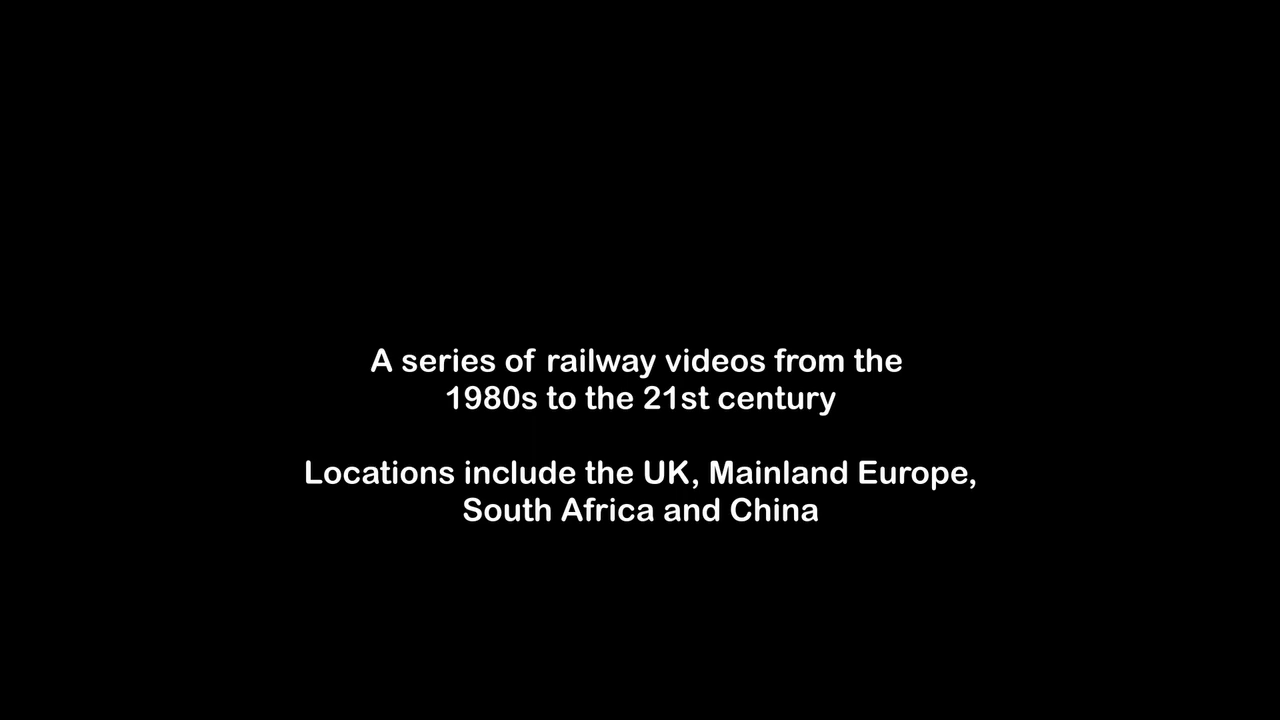 A series of railway videos from the
1980s to the 21st century
Locations include the UK, Mainland Europe,
South Africa and China